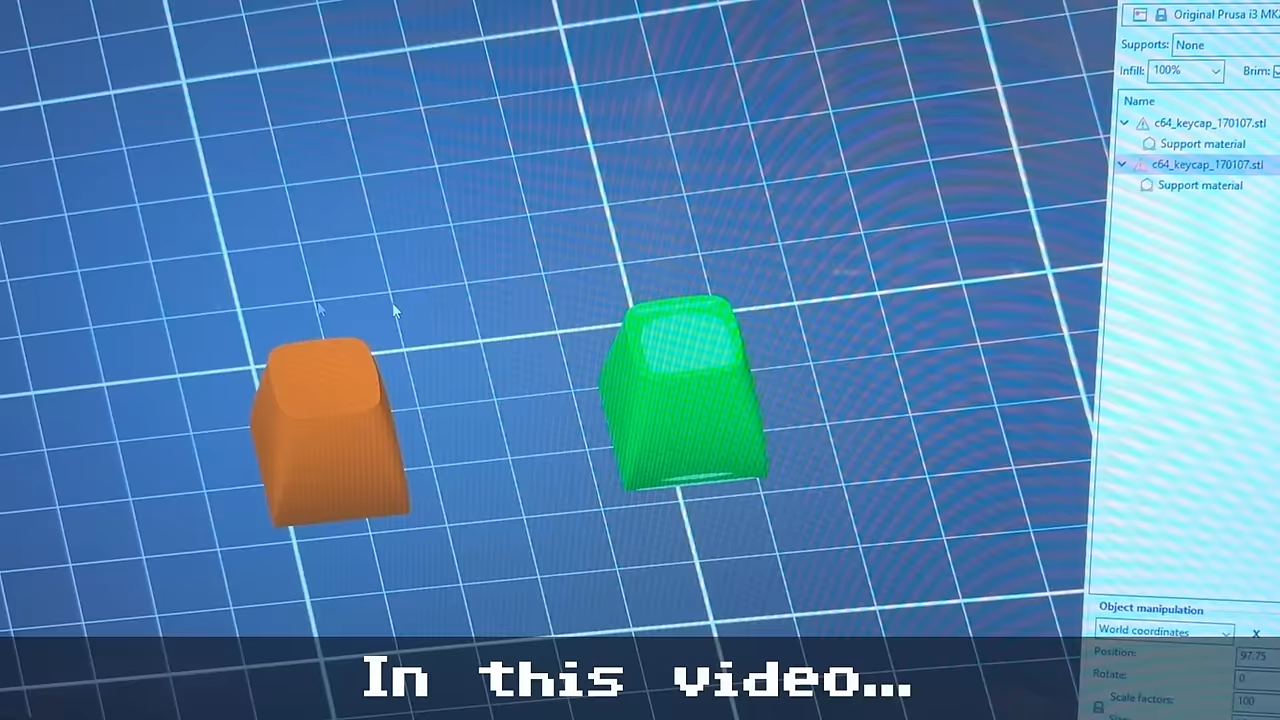 Original Prusa i3 MK
Supports: None
Infill: 100% Brim:
Name
c64_keycap_170107.stl
Support material
c64_keycap_170107.stl
Support material
Object manipulation
World coordinates X
Position: 97.75
Rotate: 0
Scale factors: 100
In this video...